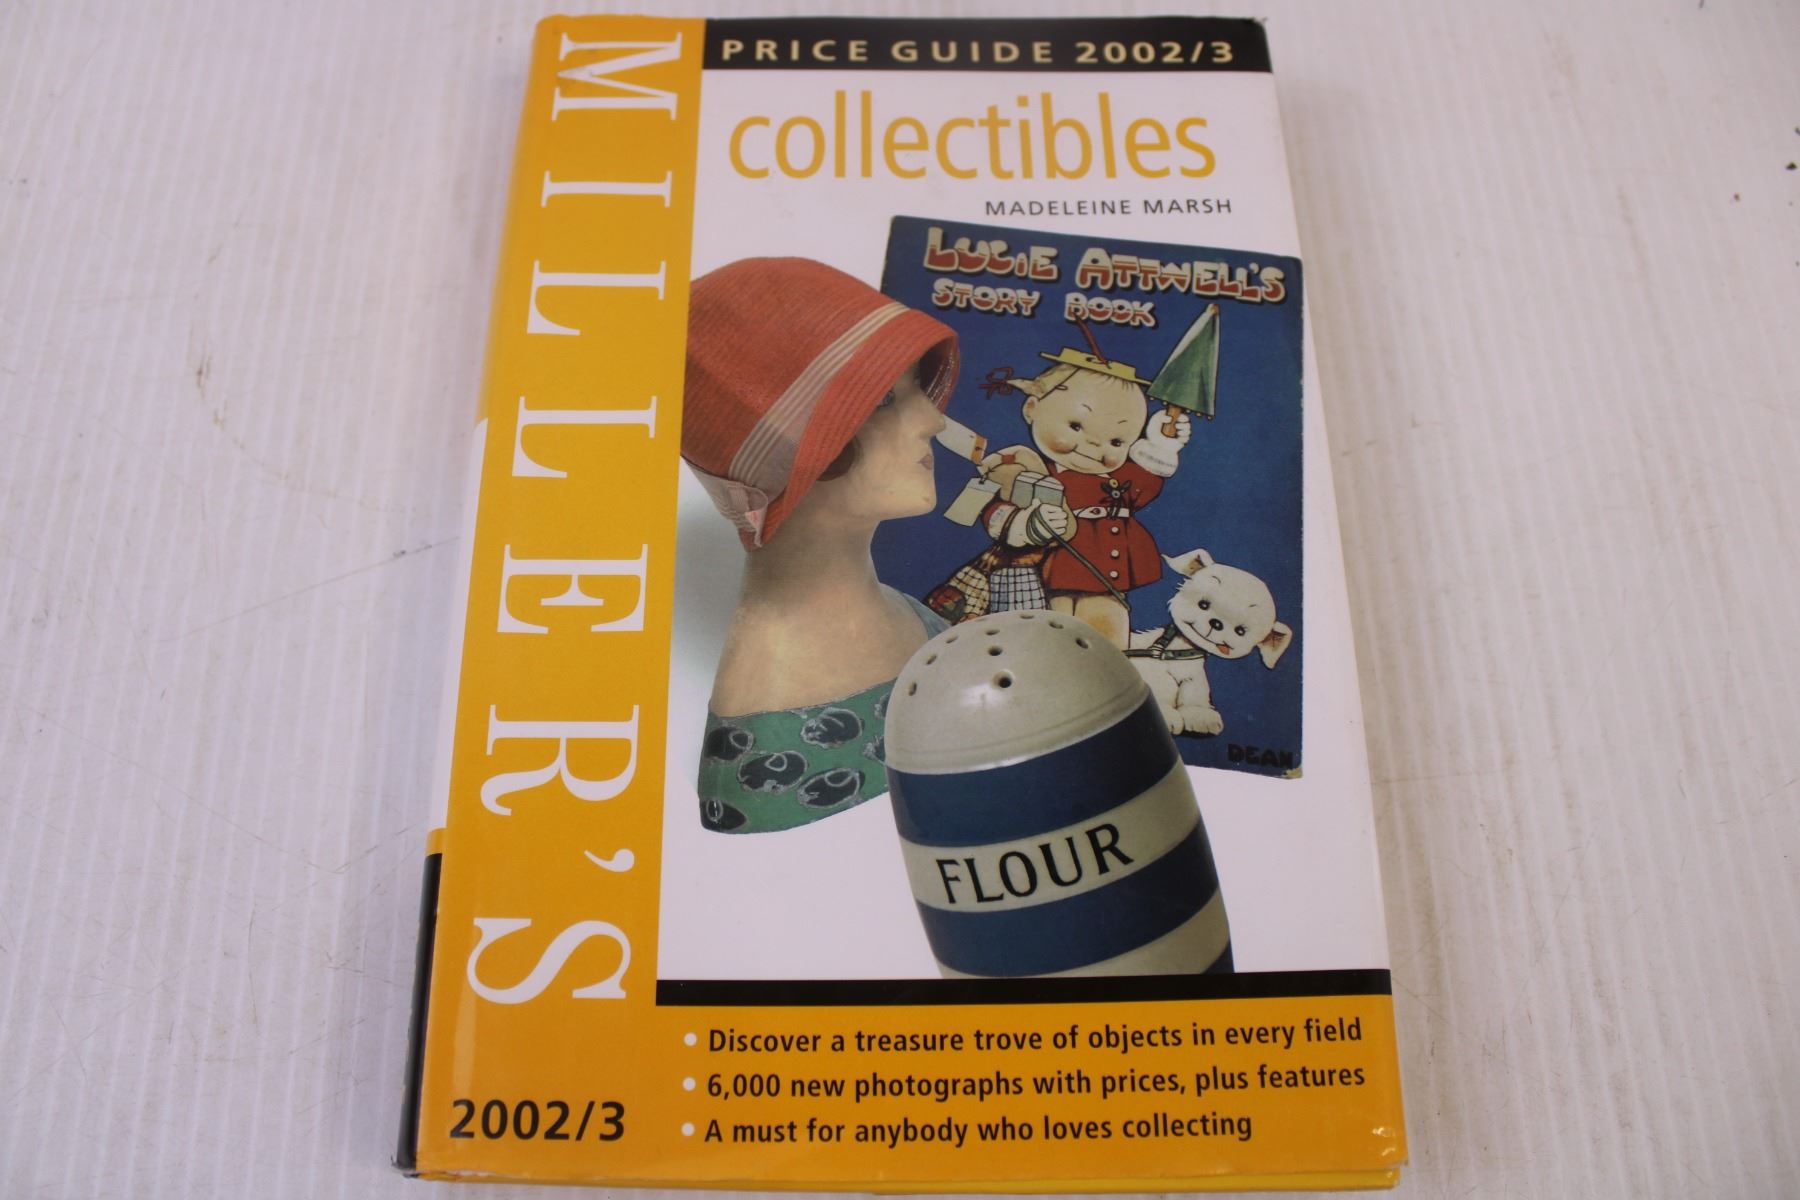 MILLER'S
PRICE GUIDE 2002/3
collectibles
MADELEINE MARSH
LUCIE ATTWELL'S
STORY BOOK
DEAN
FLOUR
• Discover a treasure trove of objects in every field
• 6,000 new photographs with prices, plus features
• A must for anybody who loves collecting
2002/3